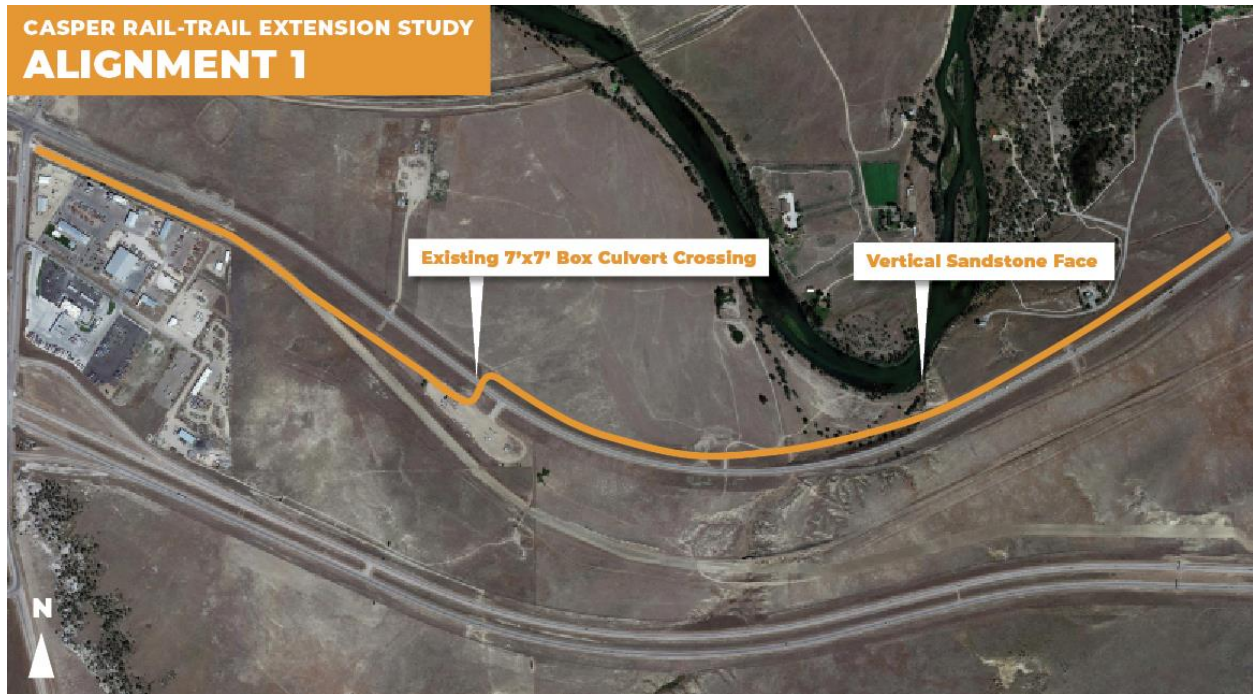 CASPER RAIL-TRAIL EXTENSION STUDY
ALIGNMENT 1
Existing 7’x7’ Box Culvert Crossing
Vertical Sandstone Face
N